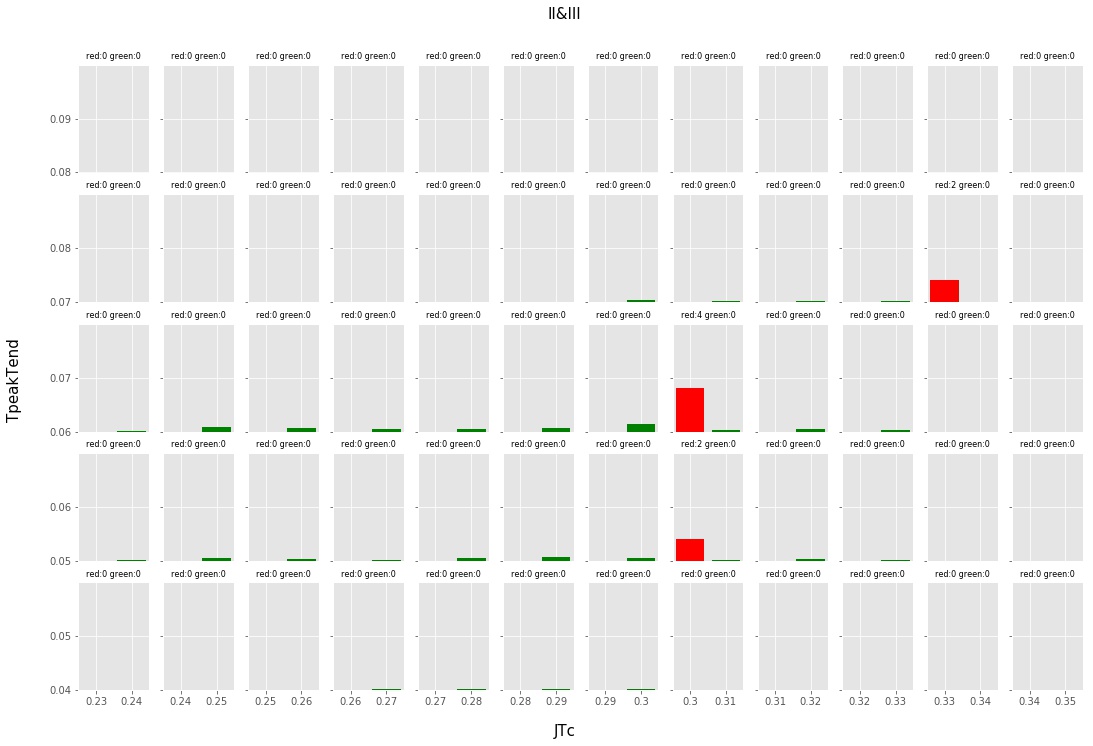 II&III
red:0 green:0 red:0 green:0 red:0 green:0 red:0 green:0 red:0 green:0 red:0 green:0 red:0 green:0 red:0 green:0 red:0 green:0 red:0 green:0 red:0 green:0 red:0 green:0
0.09
0.08
red:0 green:0 red:0 green:0 red:0 green:0 red:0 green:0 red:0 green:0 red:0 green:0 red:0 green:0 red:0 green:0 red:0 green:0 red:0 green:0 red:2 green:0 red:0 green:0
0.08
0.07
red:0 green:0 red:0 green:0 red:0 green:0 red:0 green:0 red:0 green:0 red:0 green:0 red:0 green:0 red:4 green:0 red:0 green:0 red:0 green:0 red:0 green:0 red:0 green:0
TpeakTend
0.07
0.06
red:0 green:0 red:0 green:0 red:0 green:0 red:0 green:0 red:0 green:0 red:0 green:0 red:0 green:0 red:2 green:0 red:0 green:0 red:0 green:0 red:0 green:0 red:0 green:0
0.06
0.05
red:0 green:0 red:0 green:0 red:0 green:0 red:0 green:0 red:0 green:0 red:0 green:0 red:0 green:0 red:0 green:0 red:0 green:0 red:0 green:0 red:0 green:0 red:0 green:0
0.05
0.04
0.23 0.24 0.24 0.25 0.25 0.26 0.26 0.27 0.27 0.28 0.28 0.29 0.29 0.3 0.3 0.31 0.31 0.32 0.32 0.33 0.33 0.34 0.34 0.35
JTc